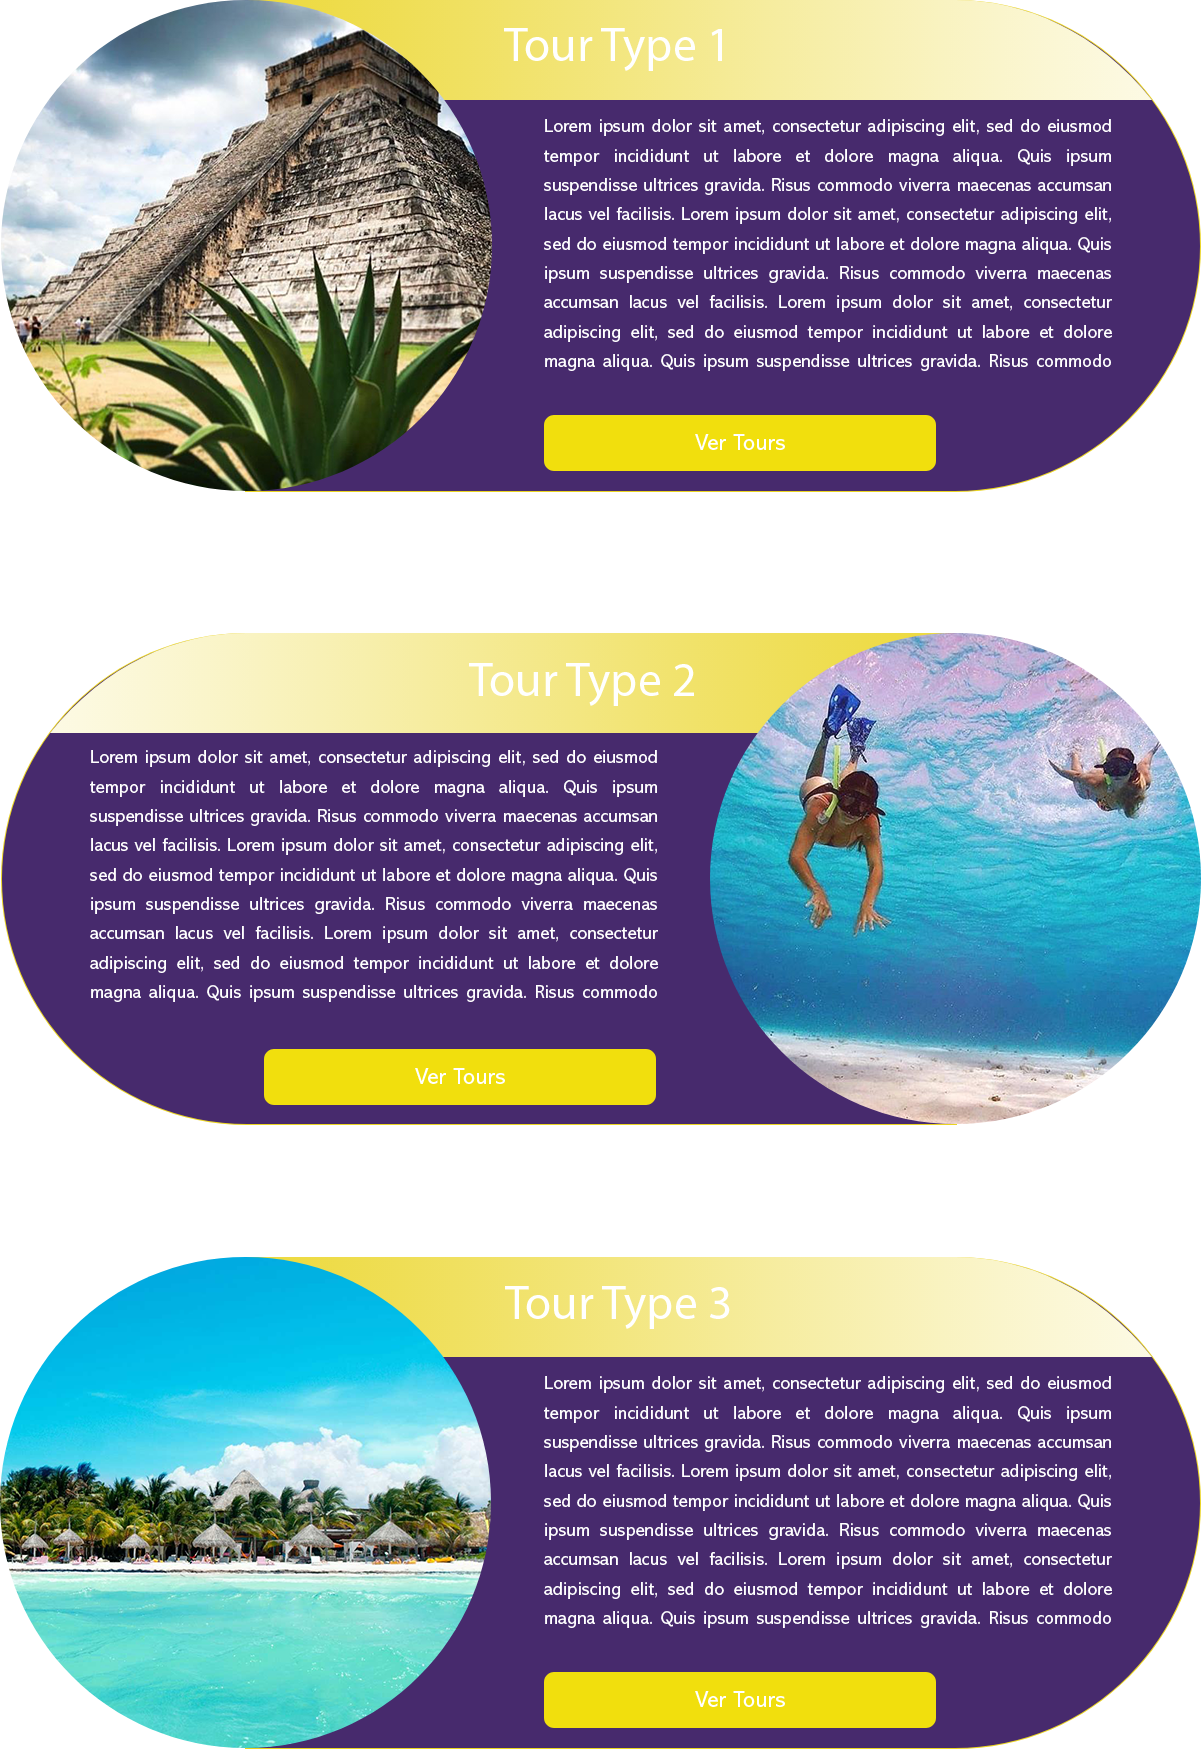 Tour Type 1
Lorem ipsum dolor sit amet, consectetur adipiscing elit, sed do eiusmod
tempor incididunt ut labore et dolore magna aliqua. Quis ipsum
suspendisse ultrices gravida. Risus commodo viverra maecenas accumsan
lacus vel facilisis. Lorem ipsum dolor sit amet, consectetur adipiscing elit,
sed do eiusmod tempor incididunt ut labore et dolore magna aliqua. Quis
ipsum suspendisse ultrices gravida. Risus commodo viverra maecenas
accumsan lacus vel facilisis. Lorem ipsum dolor sit amet, consectetur
adipiscing elit, sed do eiusmod tempor incididunt ut labore et dolore
magna aliqua. Quis ipsum suspendisse ultrices gravida. Risus commodo
Ver Tours
Tour Type 2
Lorem ipsum dolor sit amet, consectetur adipiscing elit, sed do eiusmod
tempor incididunt ut labore et dolore magna aliqua. Quis ipsum
suspendisse ultrices gravida. Risus commodo viverra maecenas accumsan
lacus vel facilisis. Lorem ipsum dolor sit amet, consectetur adipiscing elit,
sed do eiusmod tempor incididunt ut labore et dolore magna aliqua. Quis
ipsum suspendisse ultrices gravida. Risus commodo viverra maecenas
accumsan lacus vel facilisis. Lorem ipsum dolor sit amet, consectetur
adipiscing elit, sed do eiusmod tempor incididunt ut labore et dolore
magna aliqua. Quis ipsum suspendisse ultrices gravida. Risus commodo
Ver Tours
Tour Type 3
Lorem ipsum dolor sit amet, consectetur adipiscing elit, sed do eiusmod
tempor incididunt ut labore et dolore magna aliqua. Quis ipsum
suspendisse ultrices gravida. Risus commodo viverra maecenas accumsan
lacus vel facilisis. Lorem ipsum dolor sit amet, consectetur adipiscing elit,
sed do eiusmod tempor incididunt ut labore et dolore magna aliqua. Quis
ipsum suspendisse ultrices gravida. Risus commodo viverra maecenas
accumsan lacus vel facilisis. Lorem ipsum dolor sit amet, consectetur
adipiscing elit, sed do eiusmod tempor incididunt ut labore et dolore
magna aliqua. Quis ipsum suspendisse ultrices gravida. Risus commodo
Ver Tours